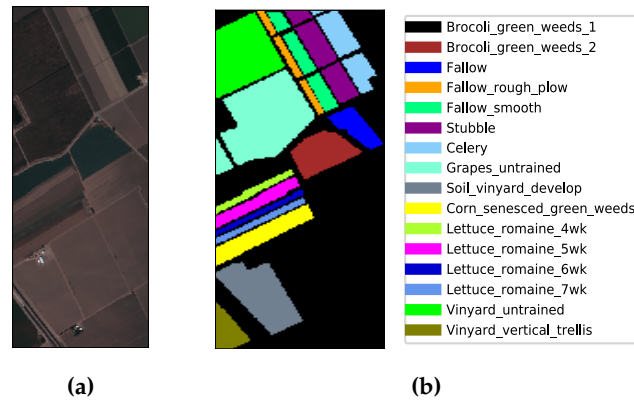 Brocoli_green_weeds_1
Brocoli_green_weeds_2
Fallow
Fallow_rough_plow
Fallow_smooth
Stubble
Celery
Grapes_untrained
Soil_vinyard_develop
Corn_senesced_green_weeds
Lettuce_romaine_4wk
Lettuce_romaine_5wk
Lettuce_romaine_6wk
Lettuce_romaine_7wk
Vinyard_untrained
Vinyard_vertical_trellis
(a)
(b)